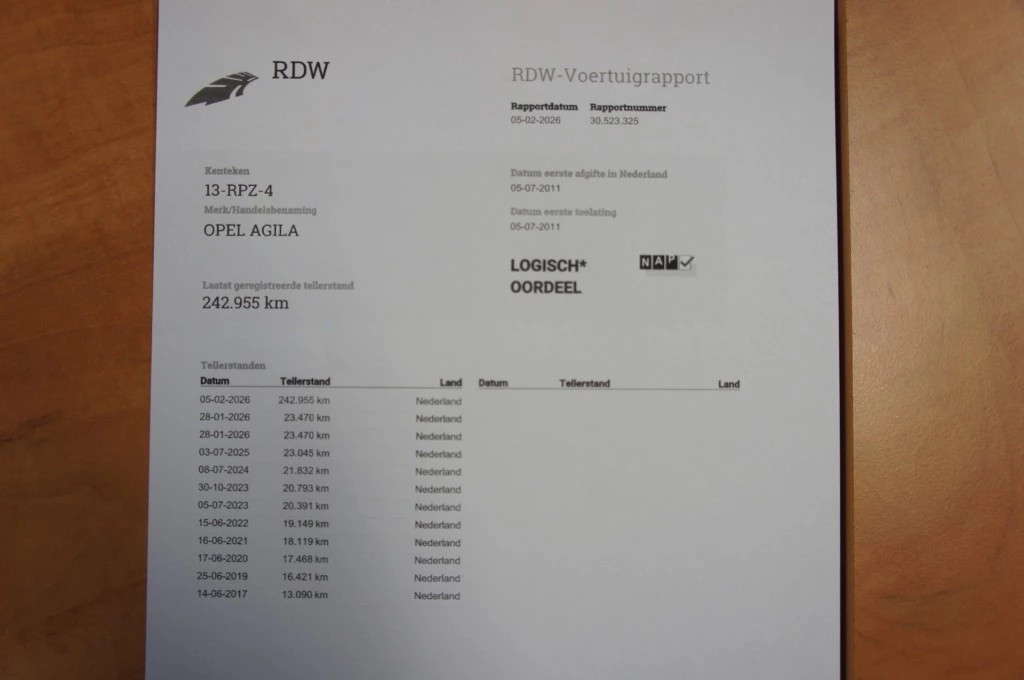 RDW
RDW-Voertuigrapport
Rapportdatum Rapportnummer
05-02-2026 30.523.325
Kenteken
13-RPZ-4
Merk/Handelsbenaming
OPEL AGILA
Datum eerste afgifte in Nederland
05-07-2011
Datum eerste toelating
05-07-2011
LOGISCH*
OORDEEL
NAP
Laatst geregistreerde tellerstand
242.955 km
Tellerstanden
Datum Tellerstand Land Datum Tellerstand Land
05-02-2026 242.955 km Nederland
28-01-2026 23.470 km Nederland
28-01-2026 23.470 km Nederland
03-07-2025 23.045 km Nederland
08-07-2024 21.832 km Nederland
30-10-2023 20.793 km Nederland
05-07-2023 20.391 km Nederland
15-06-2022 19.149 km Nederland
16-06-2021 18.119 km Nederland
17-06-2020 17.468 km Nederland
25-06-2019 16.421 km Nederland
14-06-2017 13.090 km Nederland